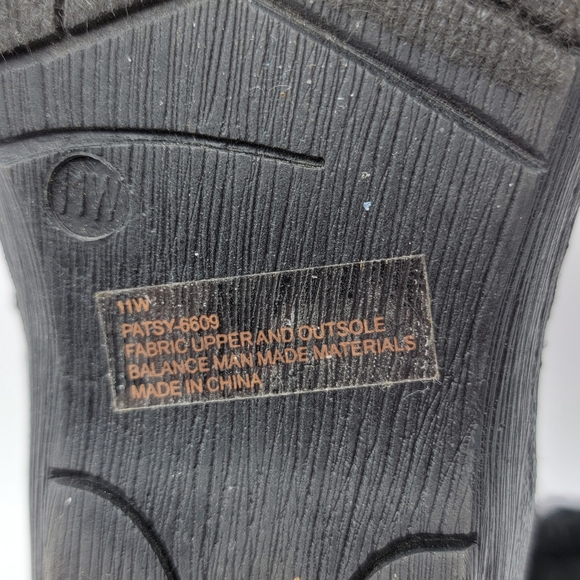 11W
11W
PATSY-6609
FABRIC UPPER AND OUTSOLE
BALANCE MAN MADE MATERIALS
MADE IN CHINA